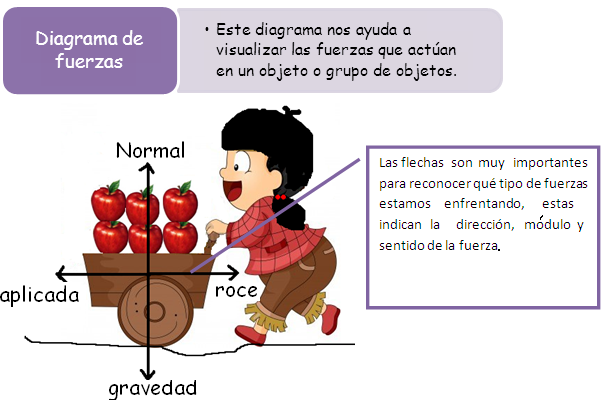 Diagrama de
fuerzas
• Este diagrama nos ayuda a
visualizar las fuerzas que actúan
en un objeto o grupo de objetos.
Normal
Las flechas son muy importantes
para reconocer qué tipo de fuerzas
estamos enfrentando, estas
indican la dirección, módulo y
sentido de la fuerza.
aplicada
roce
gravedad